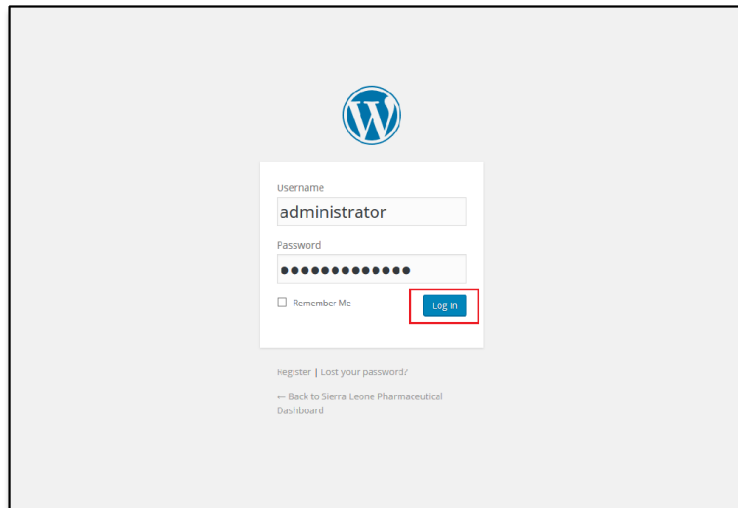 Username
administrator
Password
●●●●●●●●●●●●●
Remember Me
Log In
Register | Lost your password?
← Back to Sierra Leone Pharmaceutical
Dashboard